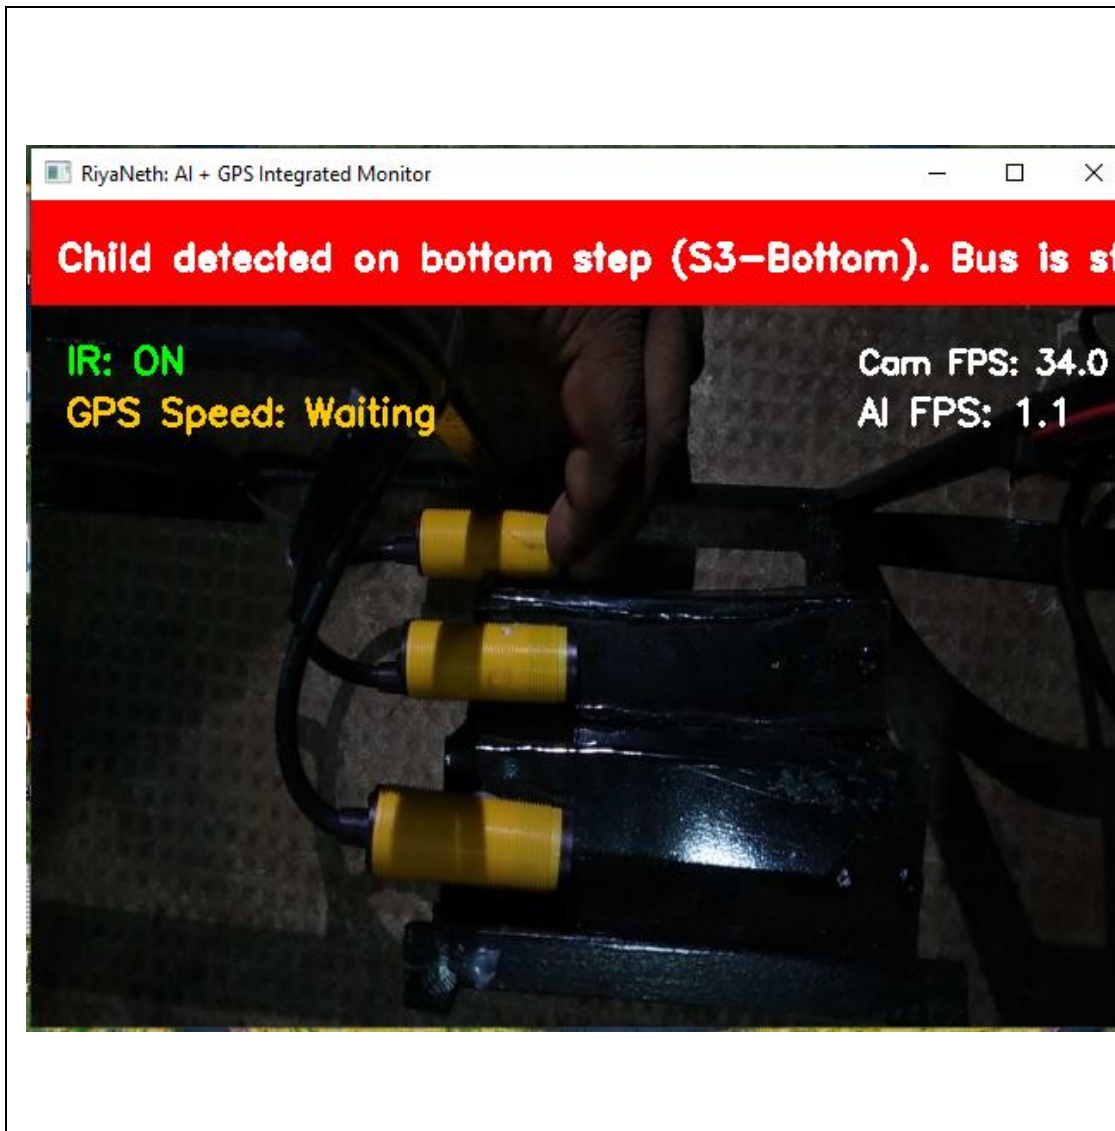 RiyaNeth: AI + GPS Integrated Monitor
Child detected on bottom step (S3-Bottom). Bus is
IR: ON
Cam FPS: 34.0
GPS Speed: Waiting
AI FPS: 1.1